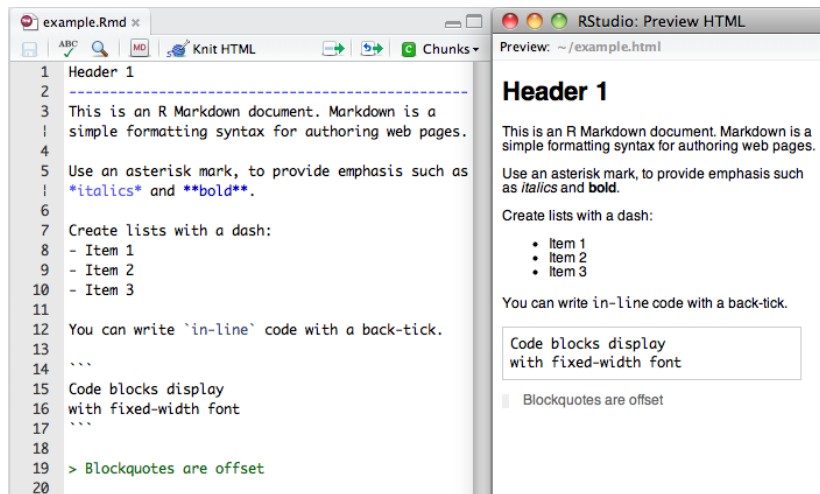 example.Rmd ×
ABC MD Knit HTML C Chunks
1 Header 1
2 ------------------------------------------------
3 This is an R Markdown document. Markdown is a
simple formatting syntax for authoring web pages.
4
5 Use an asterisk mark, to provide emphasis such as
*italics* and **bold**.
6
7 Create lists with a dash:
8 - Item 1
9 - Item 2
10 - Item 3
11
12 You can write `in-line` code with a back-tick.
13
14 ```
15 Code blocks display
16 with fixed-width font
17 ```
18
19 > Blockquotes are offset
20
RStudio: Preview HTML
Preview: ~/example.html
Header 1
This is an R Markdown document. Markdown is a
simple formatting syntax for authoring web pages.
Use an asterisk mark, to provide emphasis such
as italics and bold.
Create lists with a dash:
• Item 1
• Item 2
• Item 3
You can write in-line code with a back-tick.
Code blocks display
with fixed-width font
Blockquotes are offset